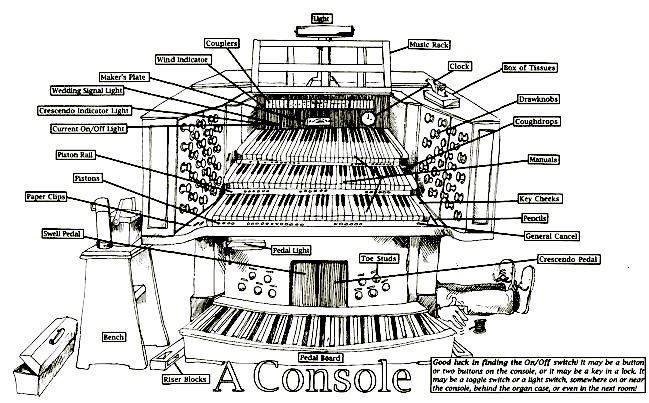 Light
Couplers
Music Rack
Wind Indicator
Clock
Box of Tissues
Maker's Plate
Wedding Signal Light
Drawknobs
Crescendo Indicator Light
Coughdrops
Current On/Off Light
Piston Rail
Manuals
Pistons
Paper Clips
Key Cheeks
Pencils
Swell Pedal
General Cancel
Pedal Light
Toe Studs
Crescendo Pedal
Bench
Pedal Board
Riser Blocks
A Console
Good luck in finding the On/Off switch! It may be a button
or two buttons on the console, or it may be a key in a lock. It
may be a toggle switch or a light switch, somewhere on or near
the console, behind the organ case, or even in the next room!